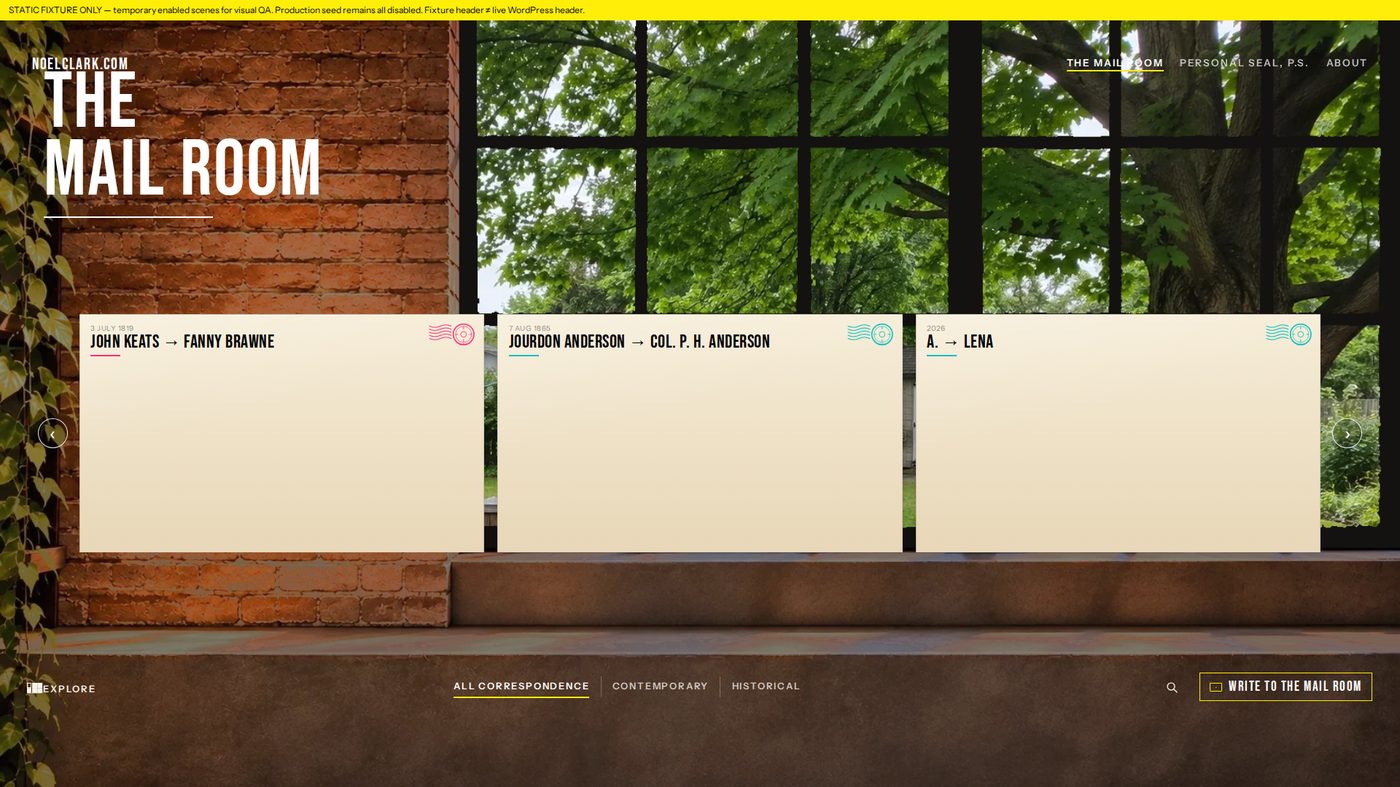 STATIC FIXTURE ONLY — temporary enabled scenes for visual QA. Production seed remains all disabled. Fixture header ≠ live WordPress header.
NOELCLARK.COM
THE MAIL ROOM
PERSONAL SEAL, P.S.
ABOUT
THE
MAIL ROOM
3 JULY 1819
JOHN KEATS → FANNY BRAWNE
7 AUG 1865
JOURDON ANDERSON → COL. P. H. ANDERSON
2026
A. → LENA
EXPLORE
ALL CORRESPONDENCE
CONTEMPORARY
HISTORICAL
WRITE TO THE MAIL ROOM